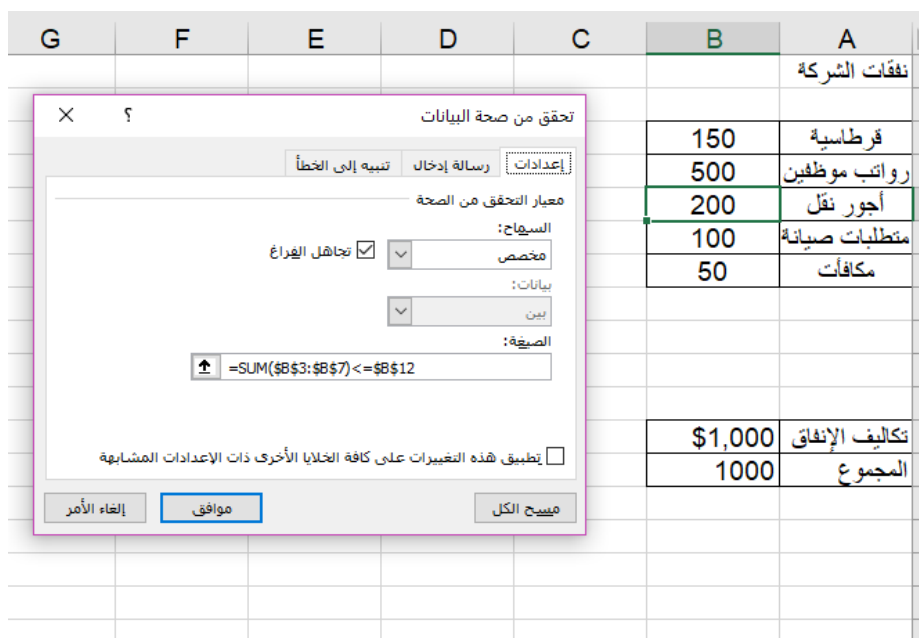 A B C D E F G
نفقات الشركة
قرطاسية 150
رواتب موظفين 500
أجور نقل 200
متطلبات صيانة 100
مكافأت 50
تكاليف الإنفاق $1,000
المجموع 1000
تحقق من صحة البيانات
؟
إعدادات رسالة إدخال تنبيه إلى الخطأ
معيار التحقق من الصحة
السماح:
مخصص تجاهل الفراغ
بيانات:
بين
الصيغة:
=SUM($B$3:$B$7)<=$B$12
تطبيق هذه التغييرات على كافة الخلايا الأخرى ذات الإعدادات المشابهة
مسح الكل موافق إلغاء الأمر